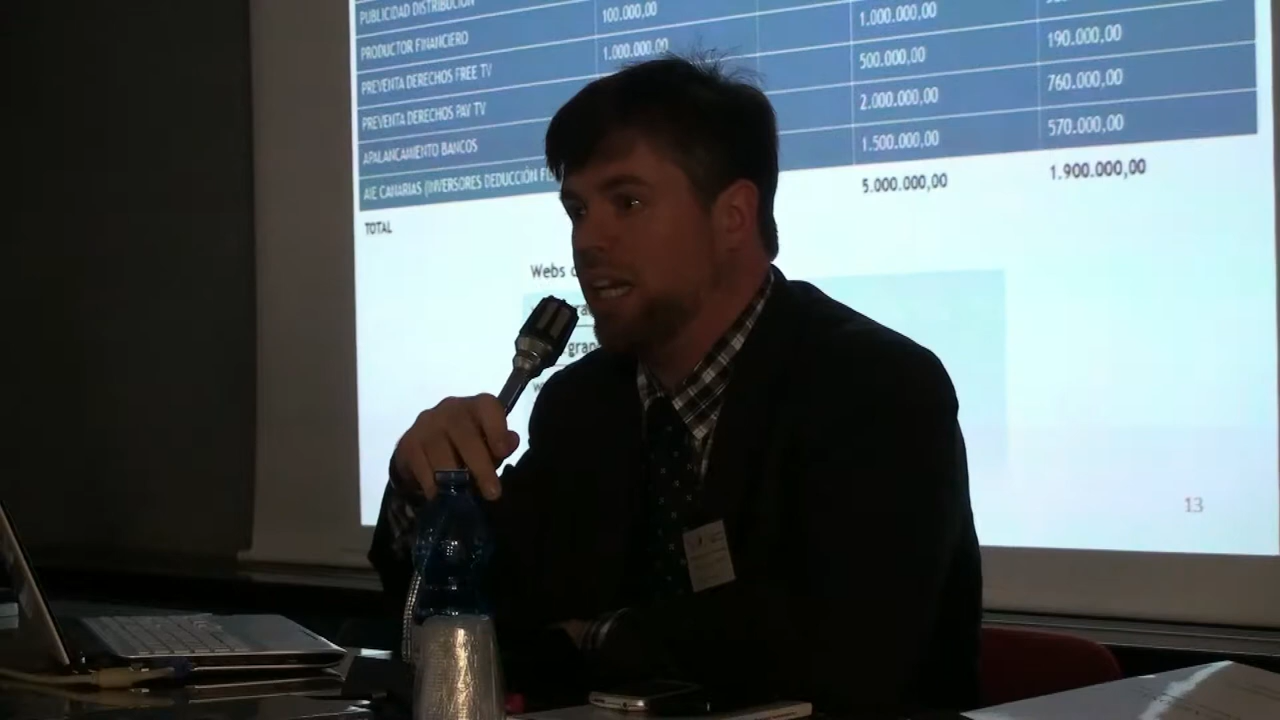 PUBLICIDAD DISTRIBUCION 100.000,00 1.000.000,00
PRODUCTOR FINANCIERO 1.000.000,00 500.000,00 190.000,00
PREVENTA DERECHOS FREE TV 2.000.000,00 760.000,00
PREVENTA DERECHOS PAY TV 1.500.000,00 570.000,00
APALANCAMIENTO BANCOS 5.000.000,00 1.900.000,00
AIE CANARIAS (INVERSORES DEDUCCIÓN
TOTAL
Webs
13